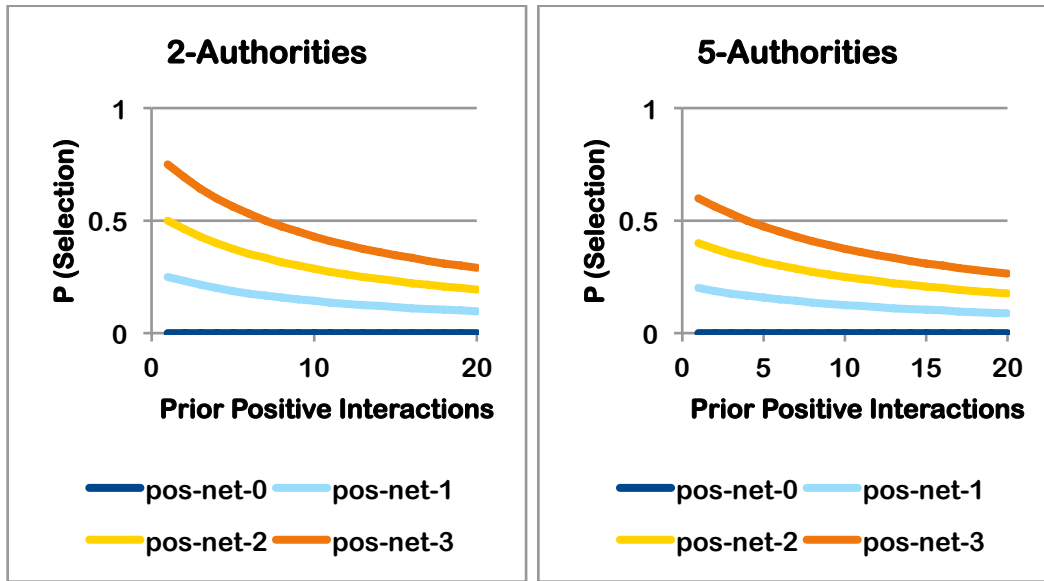 2-Authorities
1
0.5
0
P (Selection)
0
10
20
Prior Positive Interactions
pos-net-0
pos-net-1
pos-net-2
pos-net-3
5-Authorities
1
0.5
0
P (Selection)
0
5
10
15
20
Prior Positive Interactions
pos-net-0
pos-net-1
pos-net-2
pos-net-3